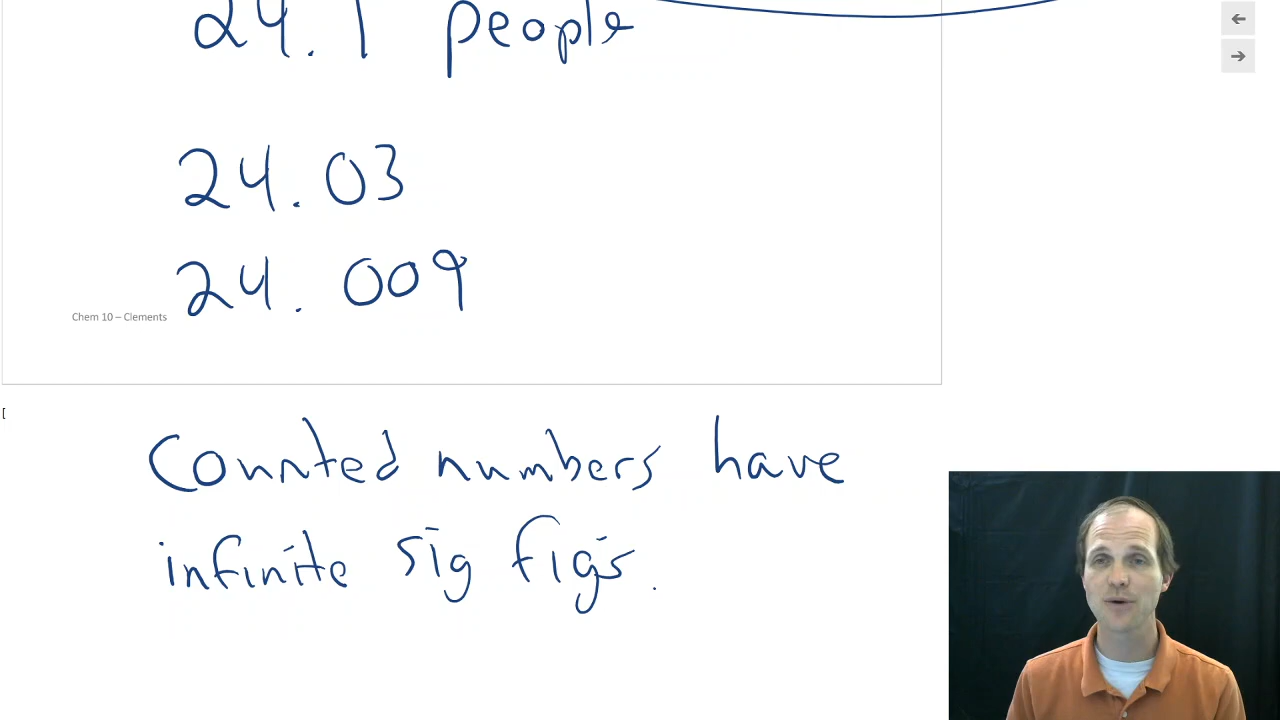 24.1 people
24.03
24.009
Chem 10 – Clements
[
Counted numbers have
infinite sig figs.